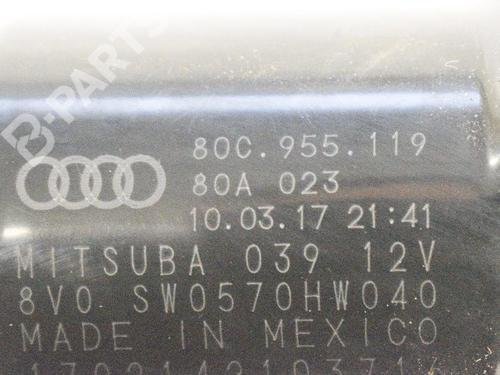 B-PARTS
80C.955.119
80A 023
10.03.17 21:41
MITSUBA 039 12V
8V0 SW0570HW040
MADE IN MEXICO